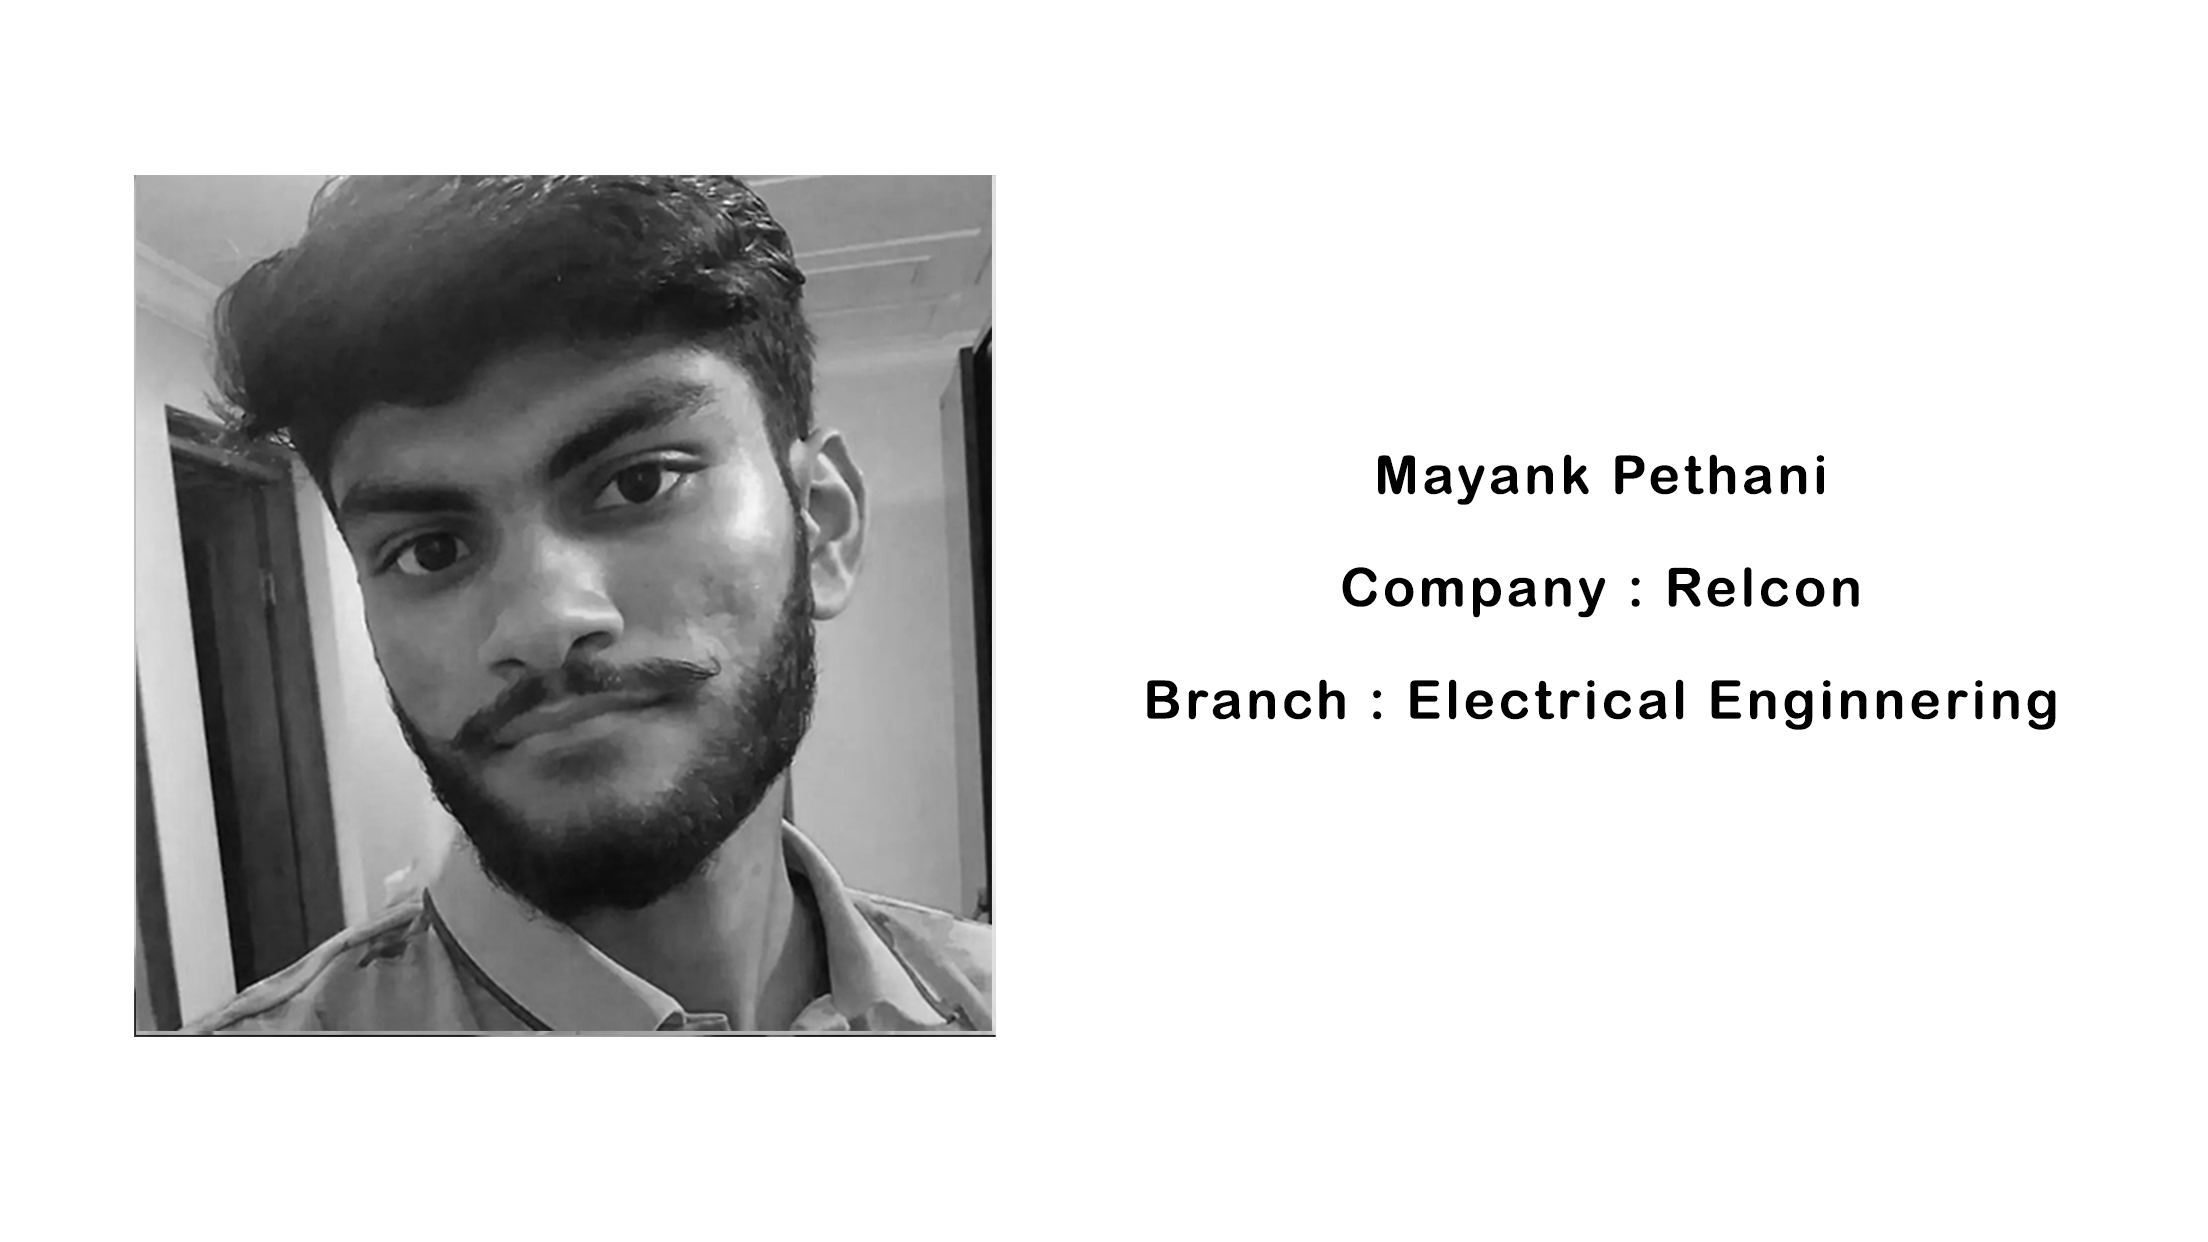 Mayank Pethani
Company : Relcon
Branch : Electrical Enginnering